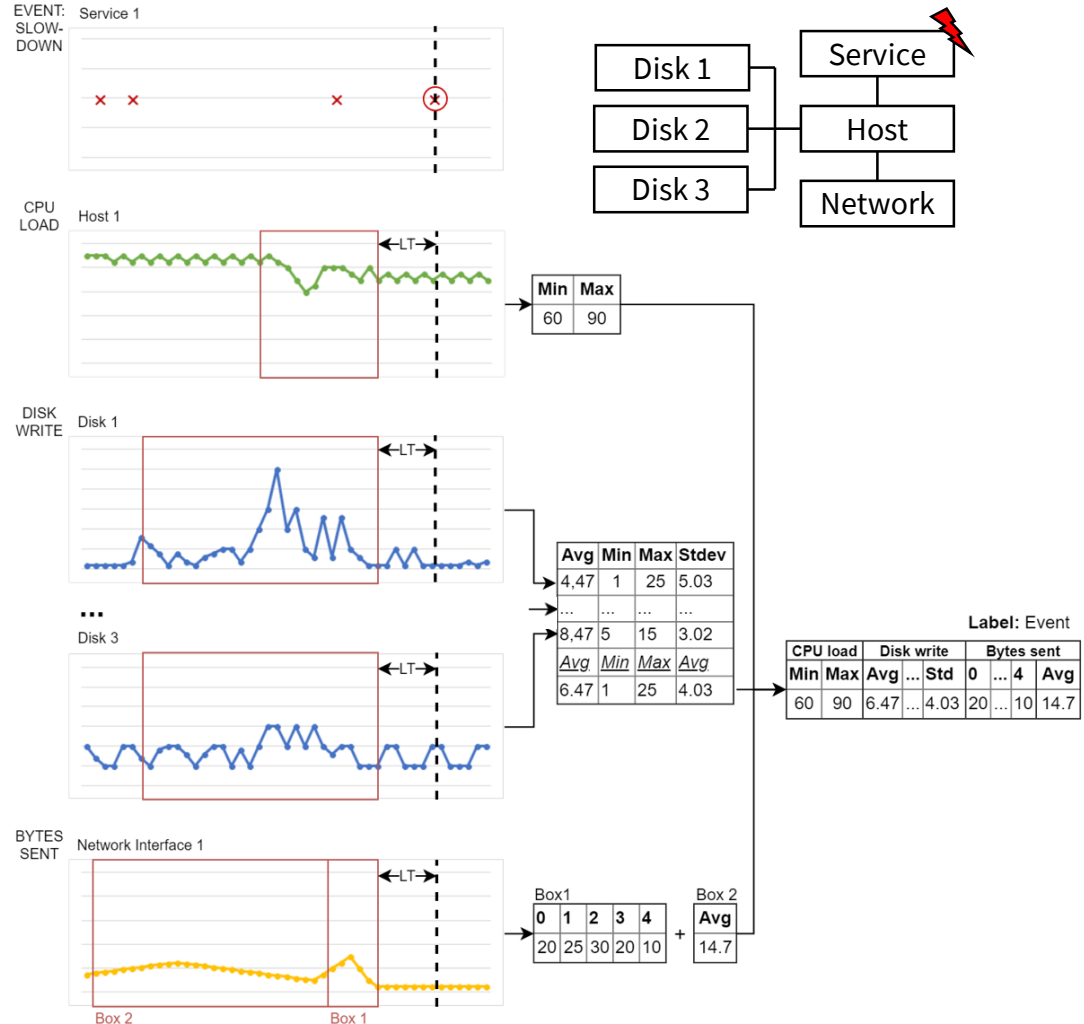 EVENT:
SLOW-
DOWN
Service 1
Disk 1
Disk 2
Disk 3
Service
Host
Network
CPU
LOAD
Host 1
LT
Min Max
60 90
DISK
WRITE
Disk 1
LT
Avg Min Max Stdev
4,47 1 25 5.03
... ... ... ...
8,47 5 15 3.02
Avg Min Max Avg
6.47 1 25 4.03
...
Disk 3
LT
Label: Event
CPU load Disk write Bytes sent
Min Max Avg ... Std 0 ... 4 Avg
60 90 6.47 ... 4.03 20 ... 10 14.7
BYTES
SENT
Network Interface 1
LT
Box1
0 1 2 3 4
20 25 30 20 10
+
Box 2
Avg
14.7
Box 2
Box 1